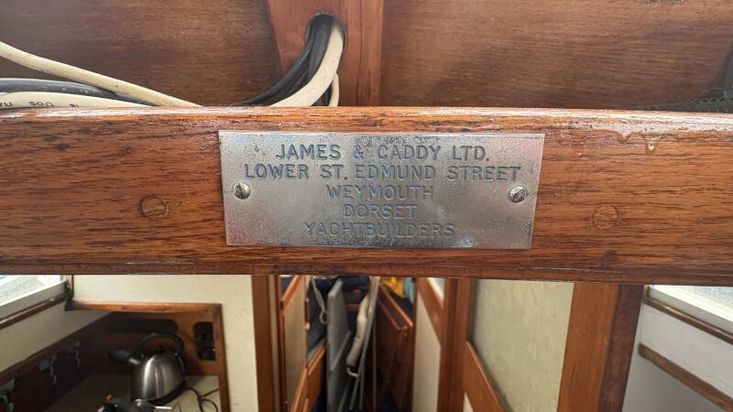 JAMES & CADDY LTD.
LOWER ST. EDMUND STREET
WEYMOUTH
DORSET
YACHTBUILDERS